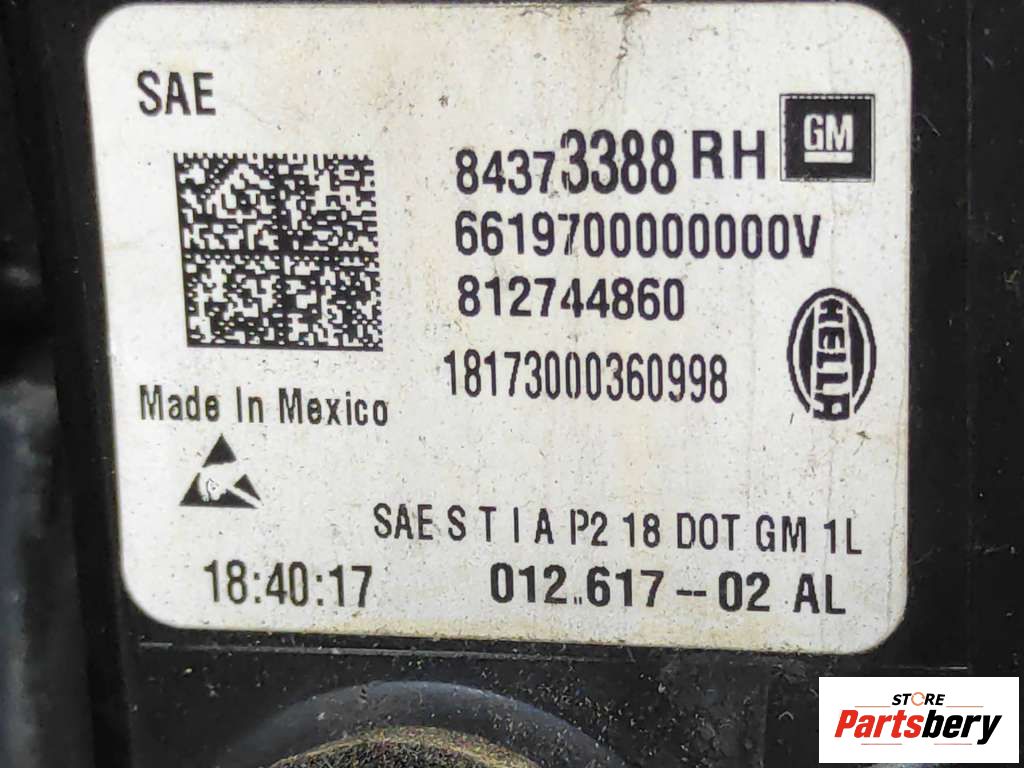 SAE
84373388 RH
GM
6619700000000V
812744860
HELLA
18173000360998
Made In Mexico
SAE S T I A P2 18 DOT GM 1L
18:40:17
012.617--02 AL
STORE
Partsbery